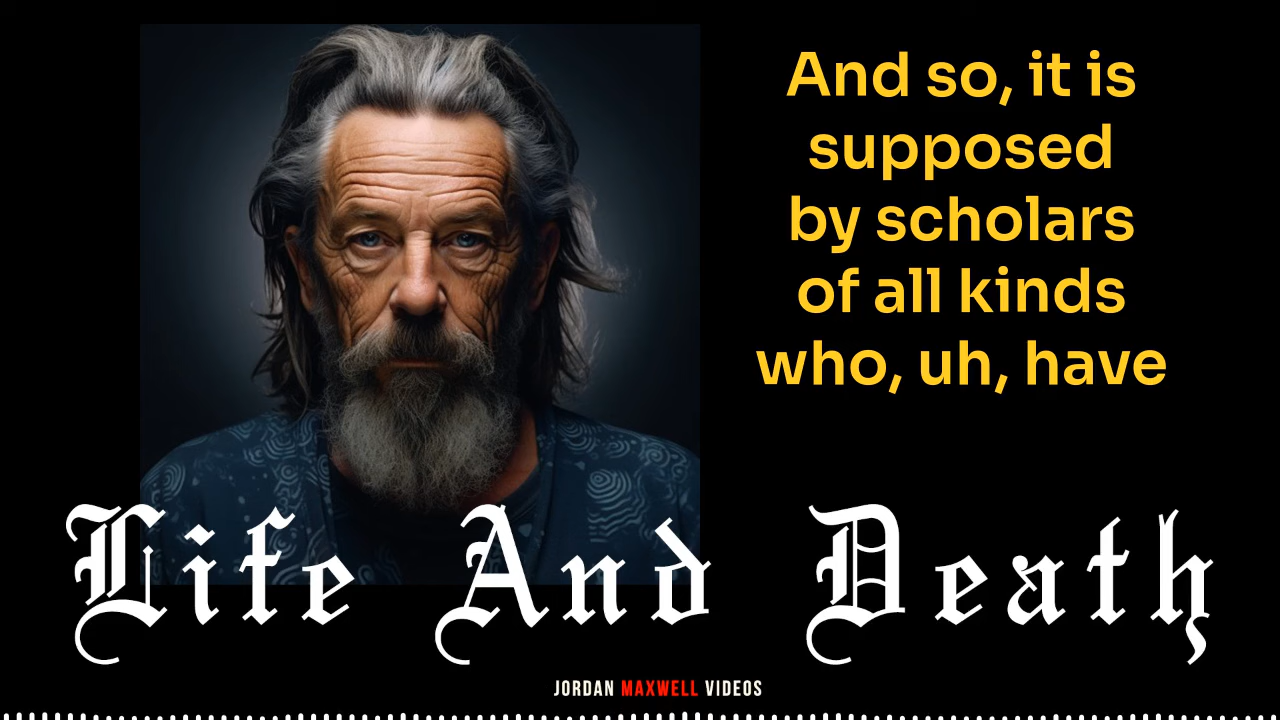 And so, it is
supposed
by scholars
of all kinds
who, uh, have
Life And Death
JORDAN MAXWELL VIDEOS